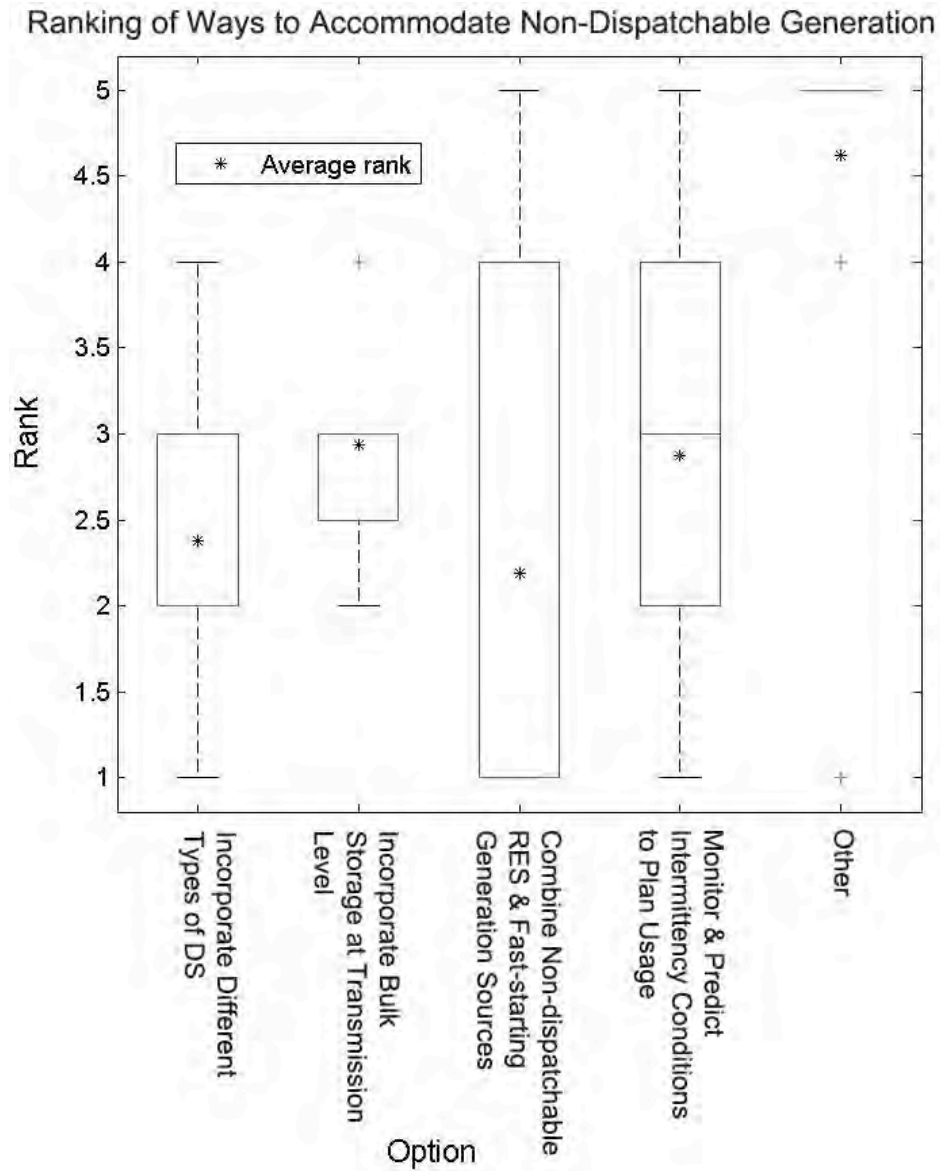 Ranking of Ways to Accommodate Non-Dispatchable Generation
5
* Average rank
4.5
4
3.5
Rank
3
2.5
2
1.5
1
Incorporate Different
Types of DS
Incorporate Bulk
Storage at Transmission
Level
Combine Non-dispatchable
RES & Fast-starting
Generation Sources
Monitor & Predict
Intermittency Conditions
to Plan Usage
Other
Option